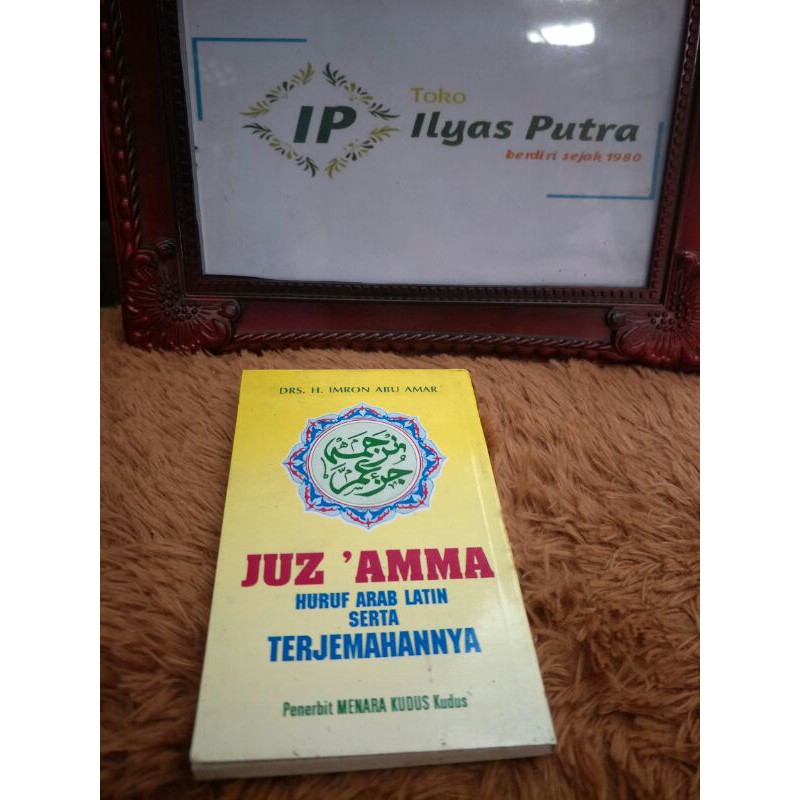 IP
Toko
Ilyas Putra
berdiri sejak 1980
DRS. H. IMRON ABU AMAR
ترجمة
جزء عم
JUZ 'AMMA
HURUF ARAB LATIN
SERTA
TERJEMAHANNYA
Penerbit MENARA KUDUS Kudus